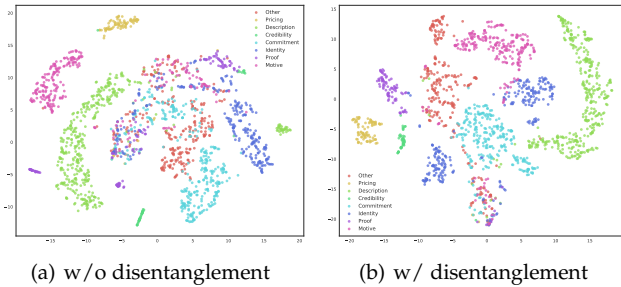 20
15
10
5
0
−5
−10
−15
−10
−5
0
5
10
15
20
Other
Pricing
Description
Credibility
Commitment
Identity
Proof
Motive
(a) w/o disentanglement
15
10
5
0
−5
−10
−15
−20
−20
−15
−10
−5
0
5
10
15
Other
Pricing
Description
Credibility
Commitment
Identity
Proof
Motive
(b) w/ disentanglement